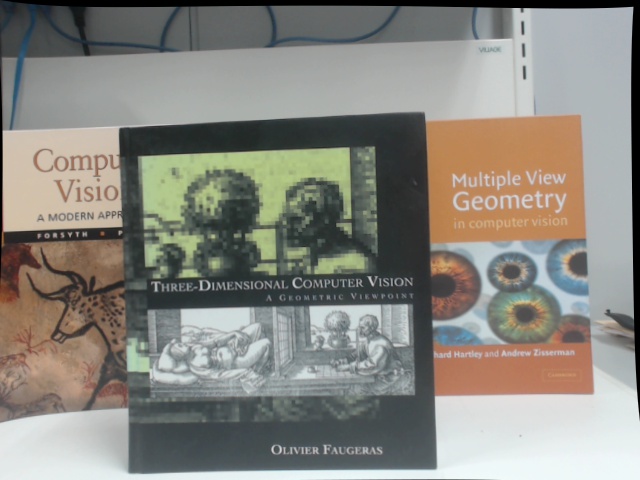 Compu
Visio
A MODERN APPR
FORSYTH P
THREE-DIMENSIONAL COMPUTER VISION
A GEOMETRIC VIEWPOINT
OLIVIER FAUGERAS
Multiple View
Geometry
in computer vision
hard Hartley and Andrew Zisserman
CAMBRIDGE